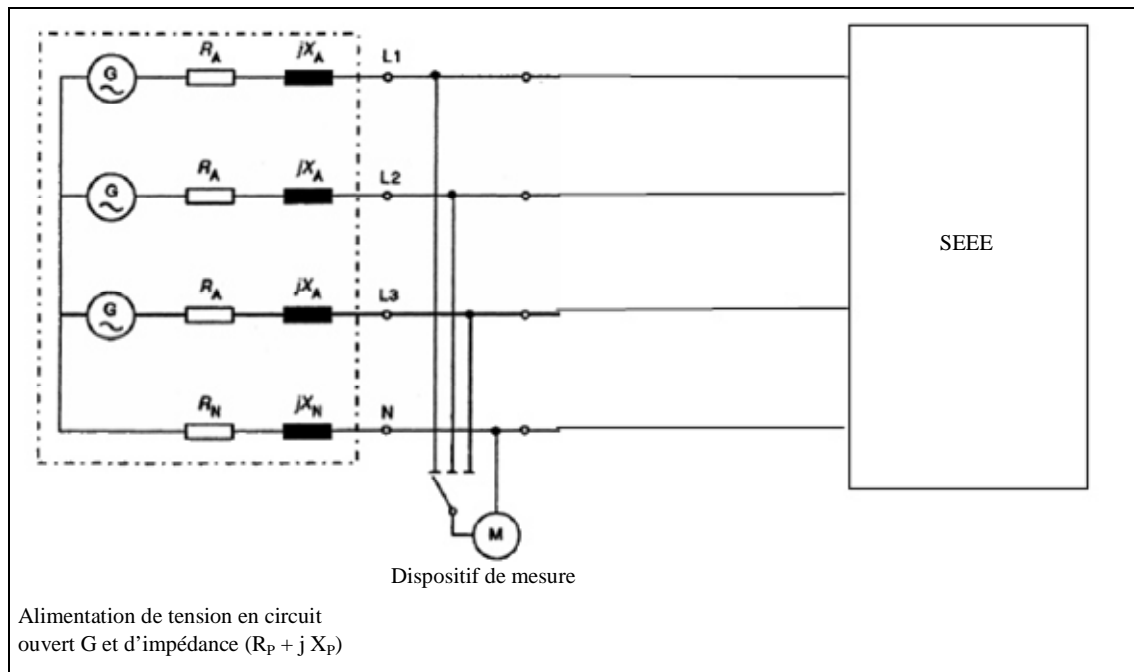 R_A jX_A L1
G
R_A jX_A L2
G
SEEE
R_A jX_A L3
G
R_N jX_N N
M
Dispositif de mesure
Alimentation de tension en circuit
ouvert G et d’impédance (R_P + j X_P)